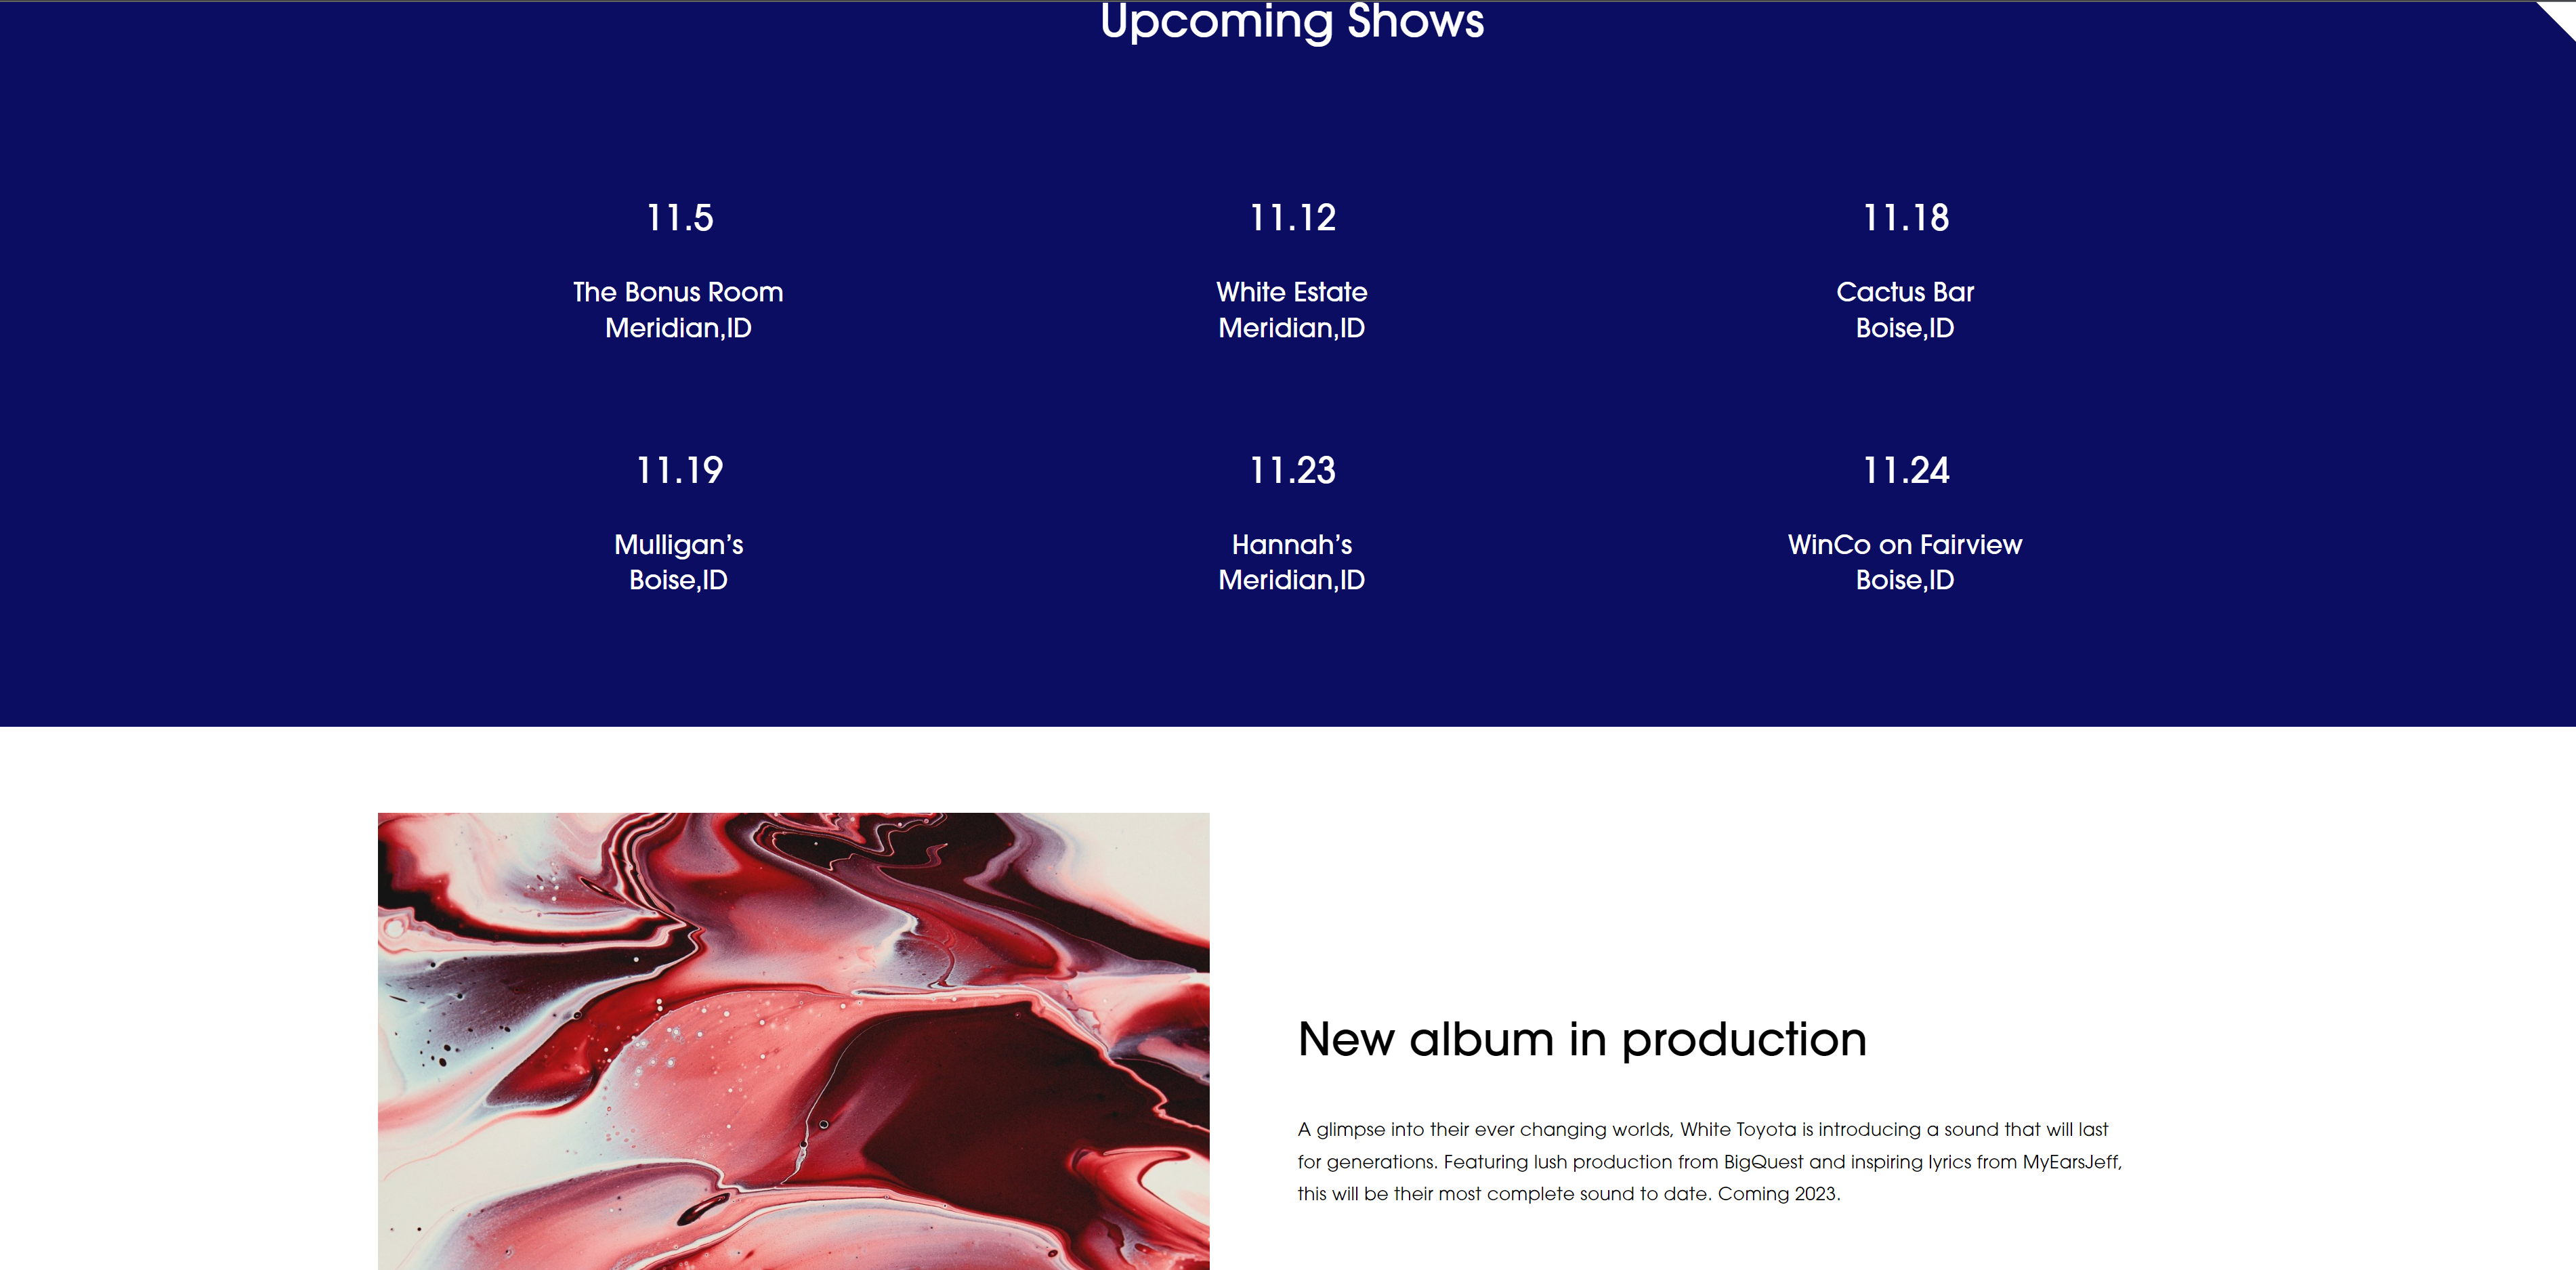 Upcoming Shows
11.5
The Bonus Room
Meridian,ID
11.12
White Estate
Meridian,ID
11.18
Cactus Bar
Boise,ID
11.19
Mulligan’s
Boise,ID
11.23
Hannah’s
Meridian,ID
11.24
WinCo on Fairview
Boise,ID
New album in production
A glimpse into their ever changing worlds, White Toyota is introducing a sound that will last
for generations. Featuring lush production from BigQuest and inspiring lyrics from MyEarsJeff,
this will be their most complete sound to date. Coming 2023.